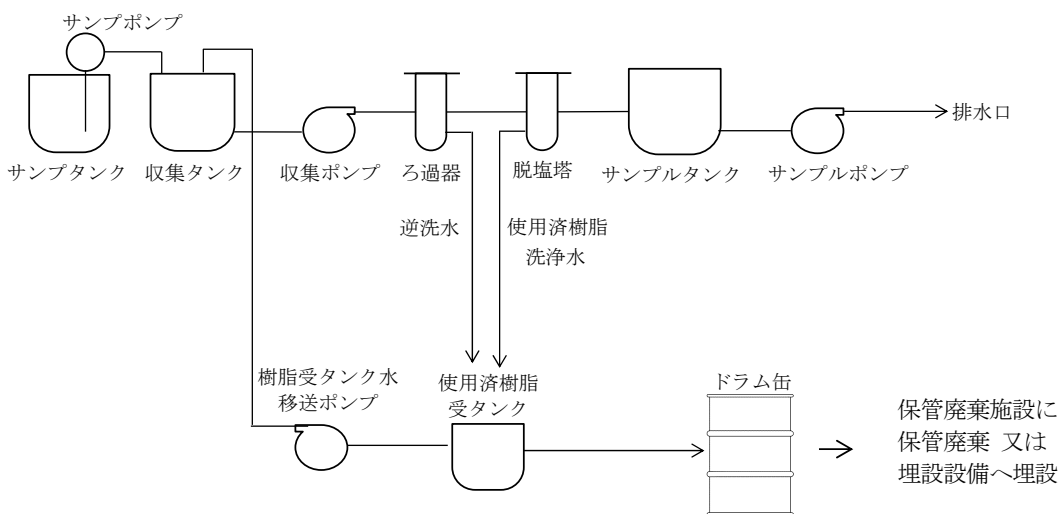 サンプポンプ
排水口
サンプタンク
収集タンク
収集ポンプ
ろ過器
脱塩塔
サンプルタンク
サンプルポンプ
逆洗水
使用済樹脂
洗浄水
樹脂受タンク水
移送ポンプ
使用済樹脂
受タンク
ドラム缶
保管廃棄施設に
保管廃棄 又は
埋設設備へ埋設